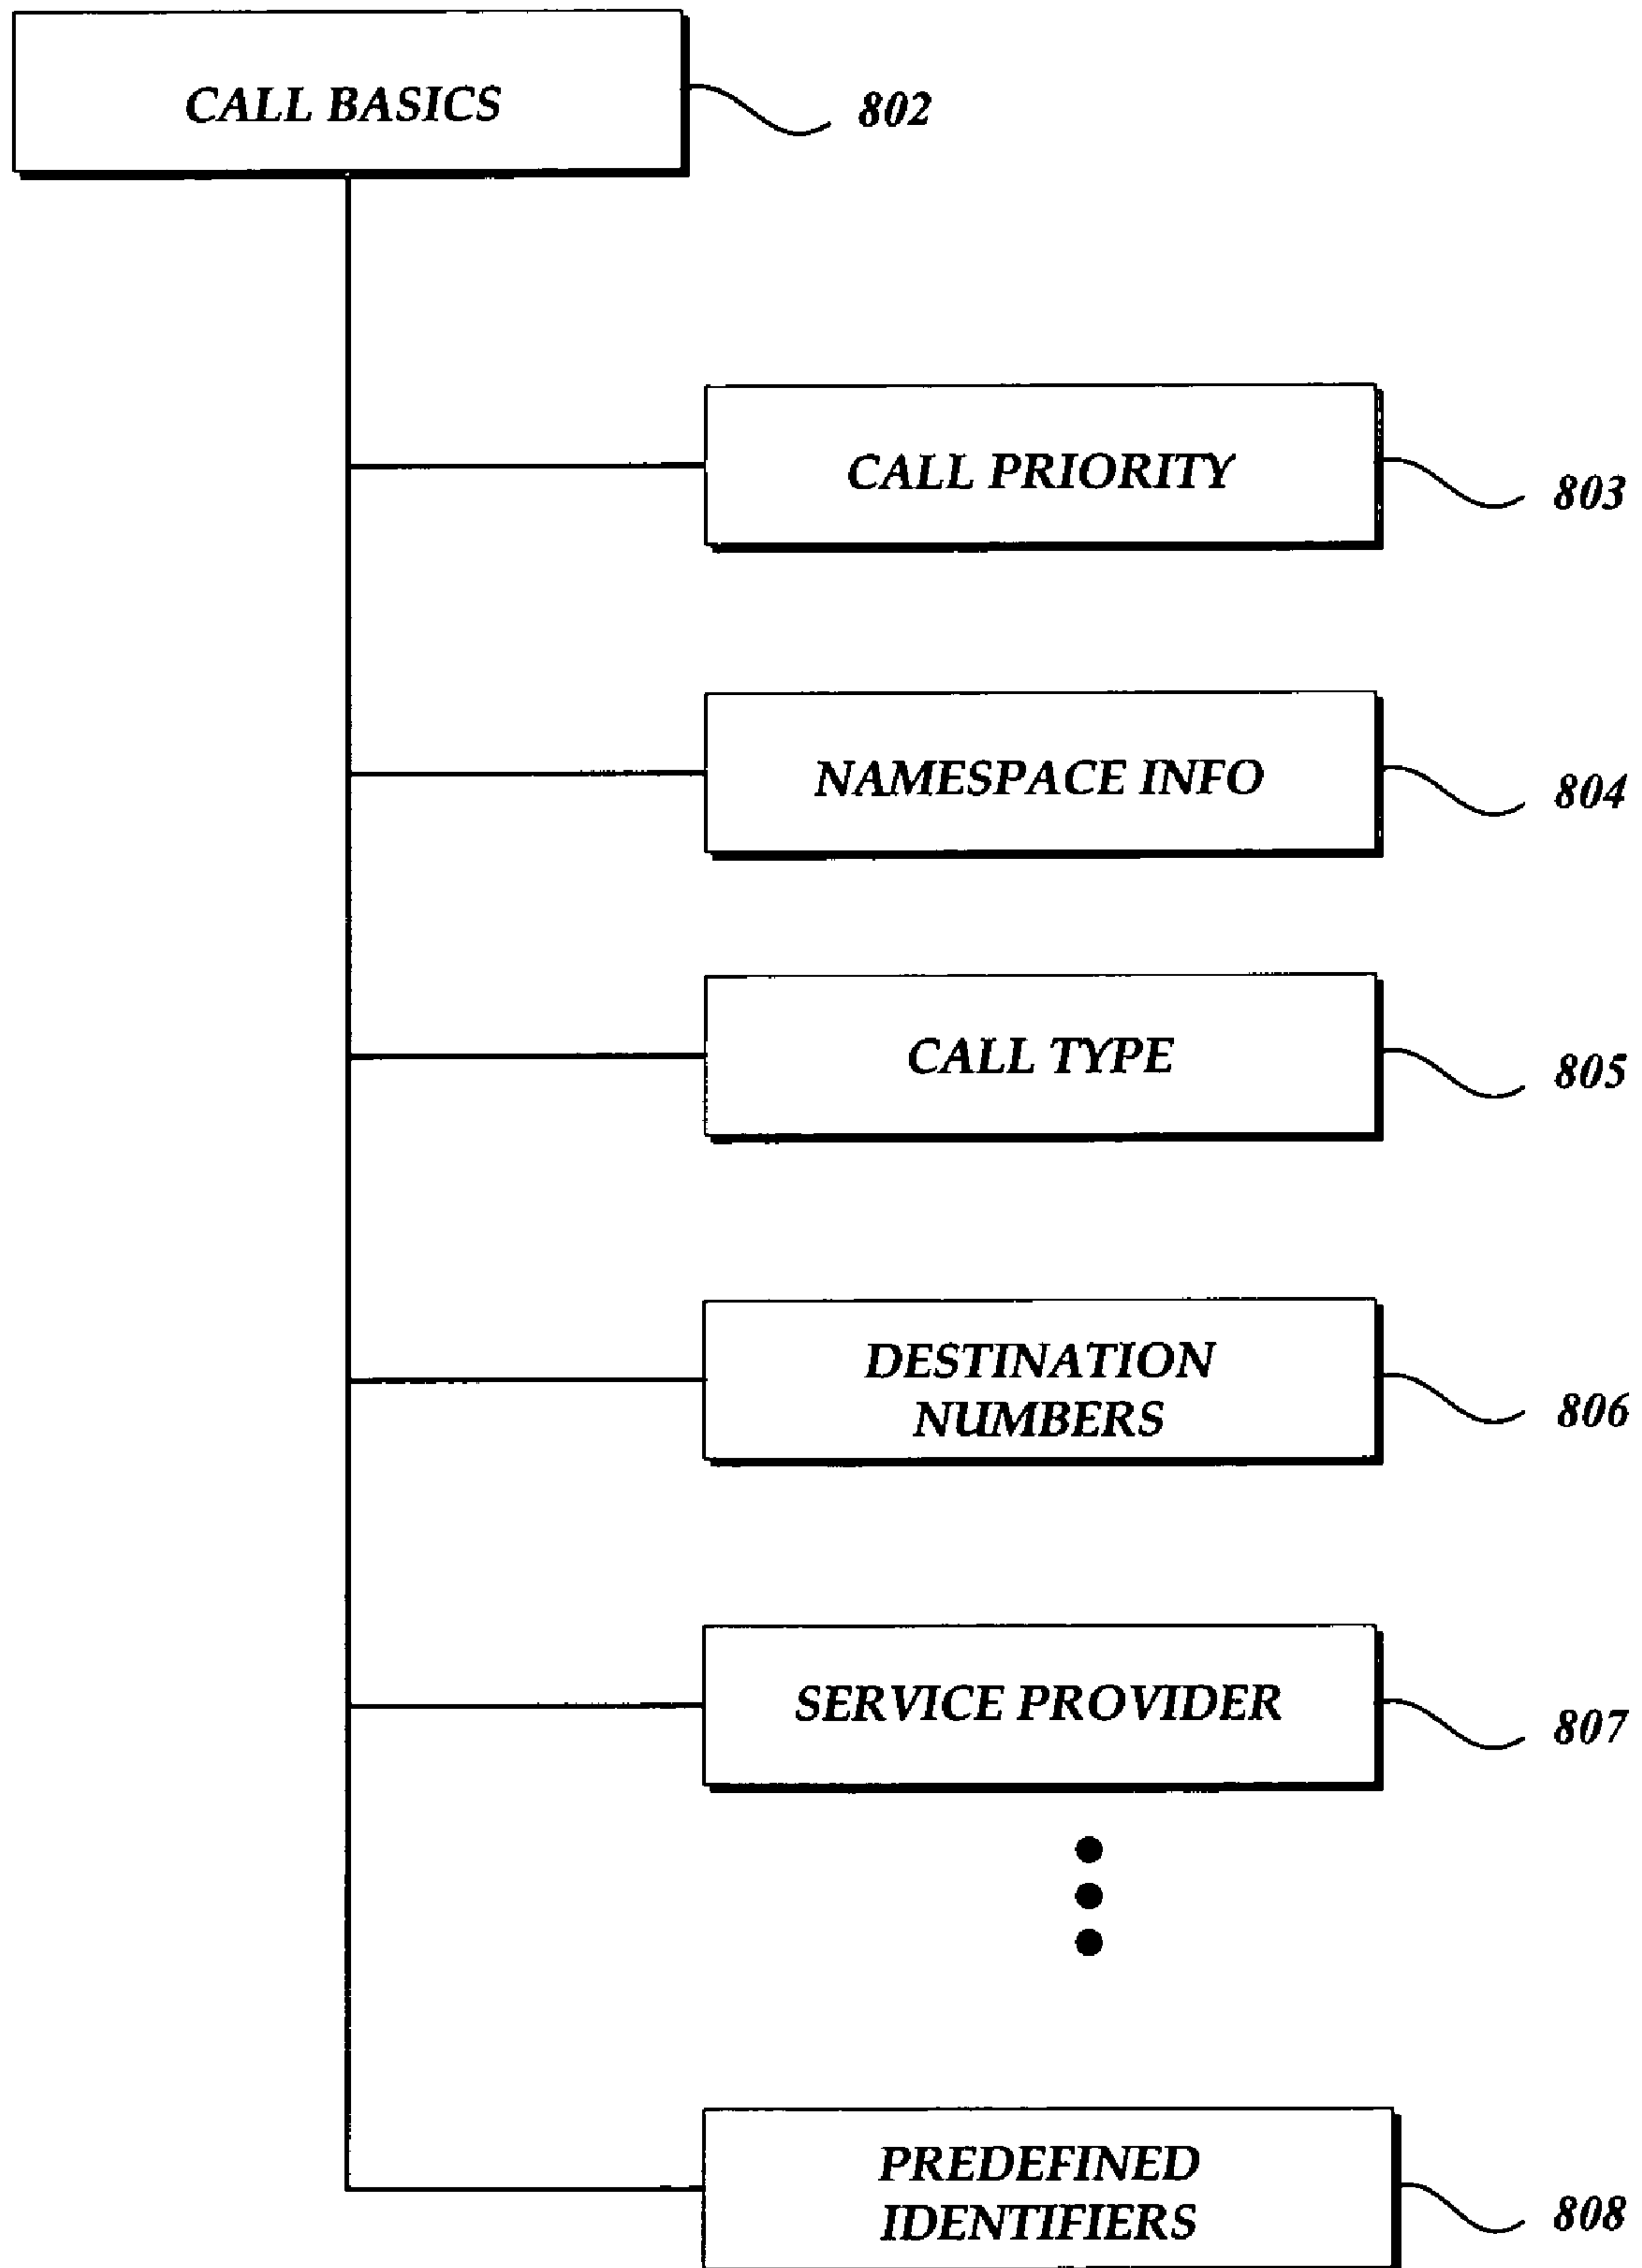 CALL BASICS
802
CALL PRIORITY
803
NAMESPACE INFO
804
CALL TYPE
805
DESTINATION
NUMBERS
806
SERVICE PROVIDER
807
PREDEFINED
IDENTIFIERS
808